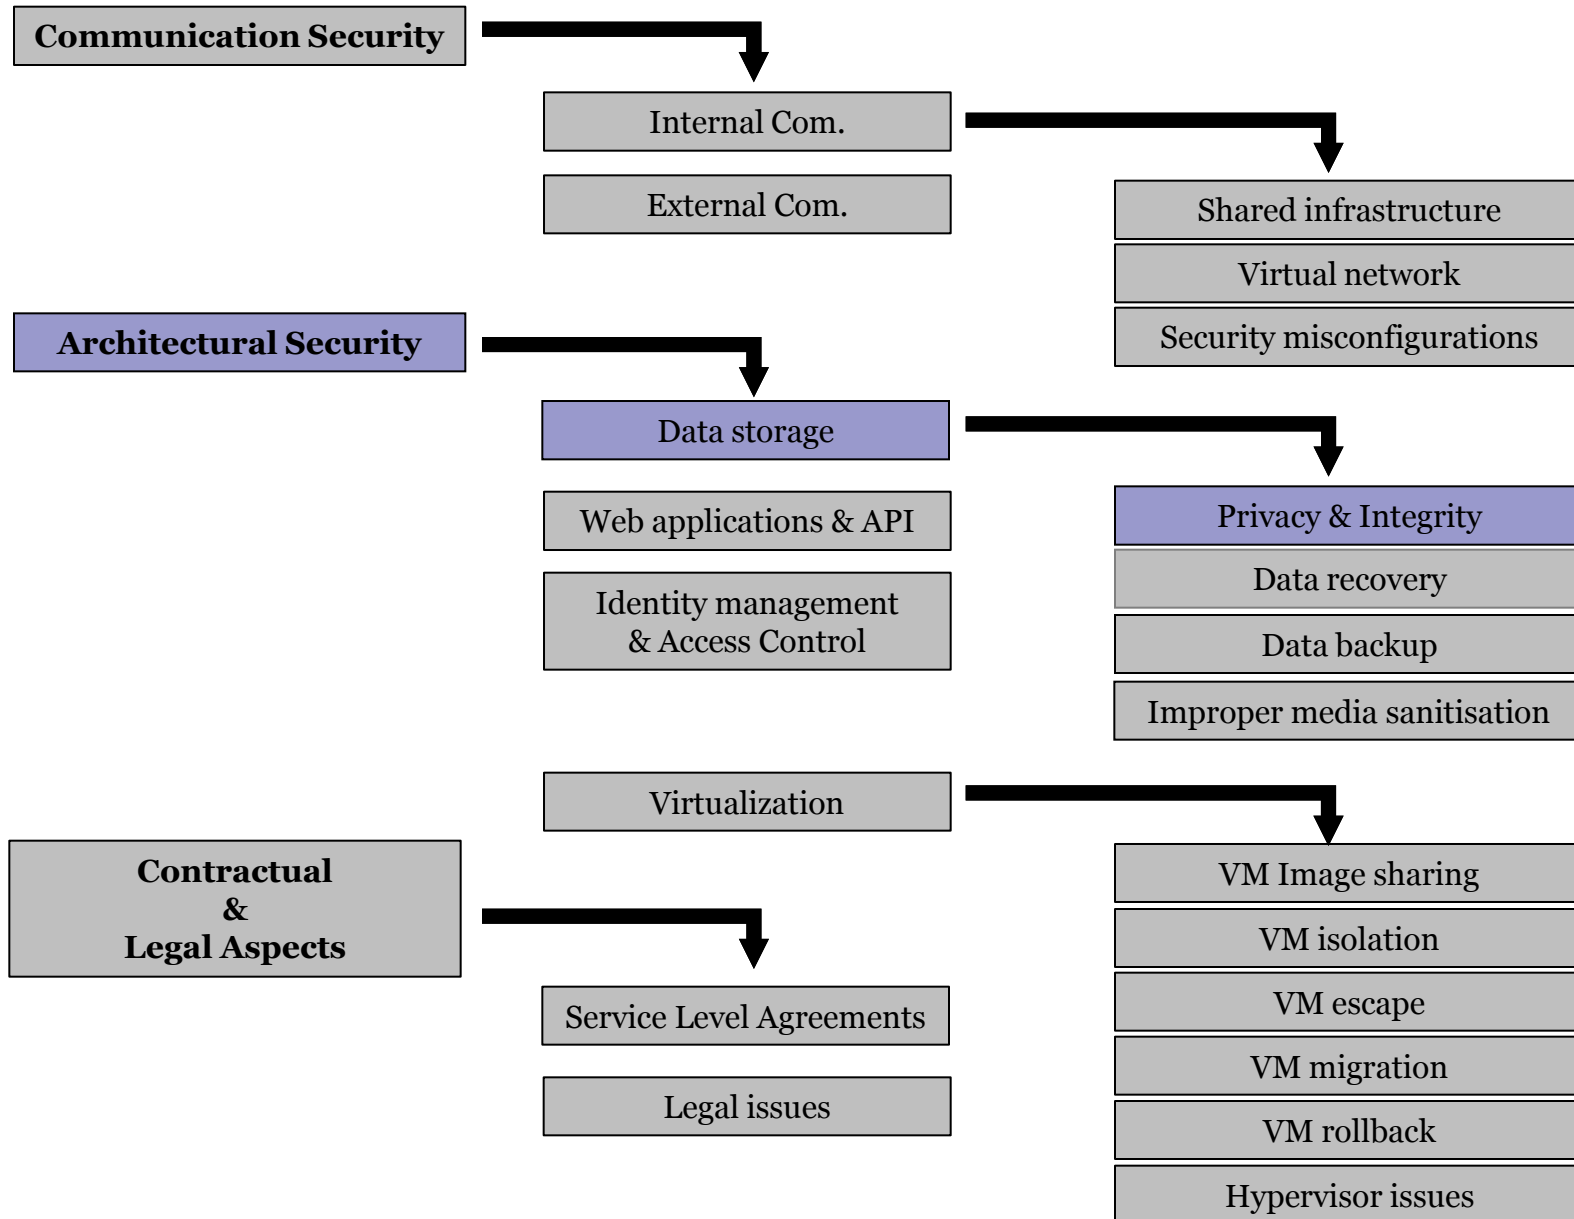 Communication Security
Internal Com.
External Com.
Shared infrastructure
Virtual network
Security misconfigurations
Architectural Security
Data storage
Web applications & API
Identity management
& Access Control
Privacy & Integrity
Data recovery
Data backup
Improper media sanitisation
Virtualization
VM Image sharing
VM isolation
VM escape
VM migration
VM rollback
Hypervisor issues
Contractual
&
Legal Aspects
Service Level Agreements
Legal issues